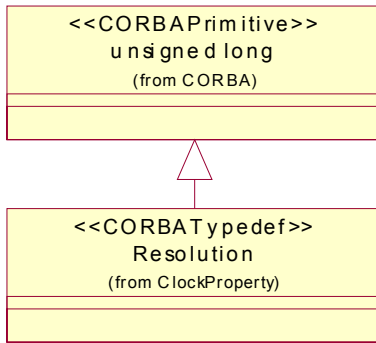 <<CORBAPrimitive>>
unsigned long
(from CORBA)
<<CORBATypedef>>
Resolution
(from ClockProperty)